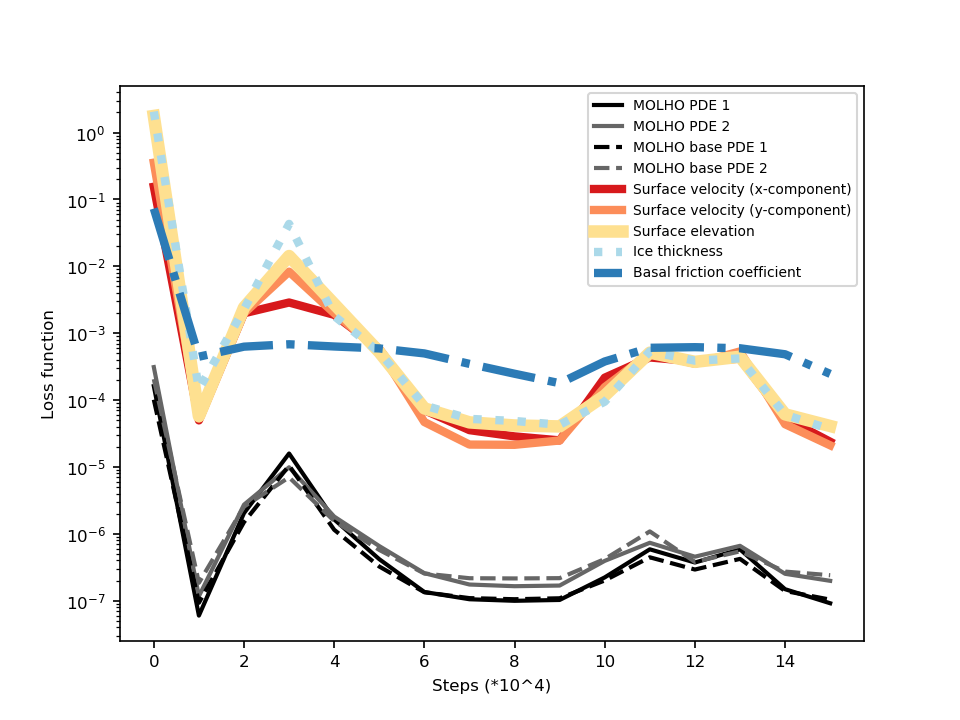 MOLHO PDE 1
MOLHO PDE 2
MOLHO base PDE 1
MOLHO base PDE 2
Surface velocity (x-component)
Surface velocity (y-component)
Surface elevation
Ice thickness
Basal friction coefficient
Loss function
10⁰
10⁻¹
10⁻²
10⁻³
10⁻⁴
10⁻⁵
10⁻⁶
10⁻⁷
0 2 4 6 8 10 12 14
Steps (*10^4)